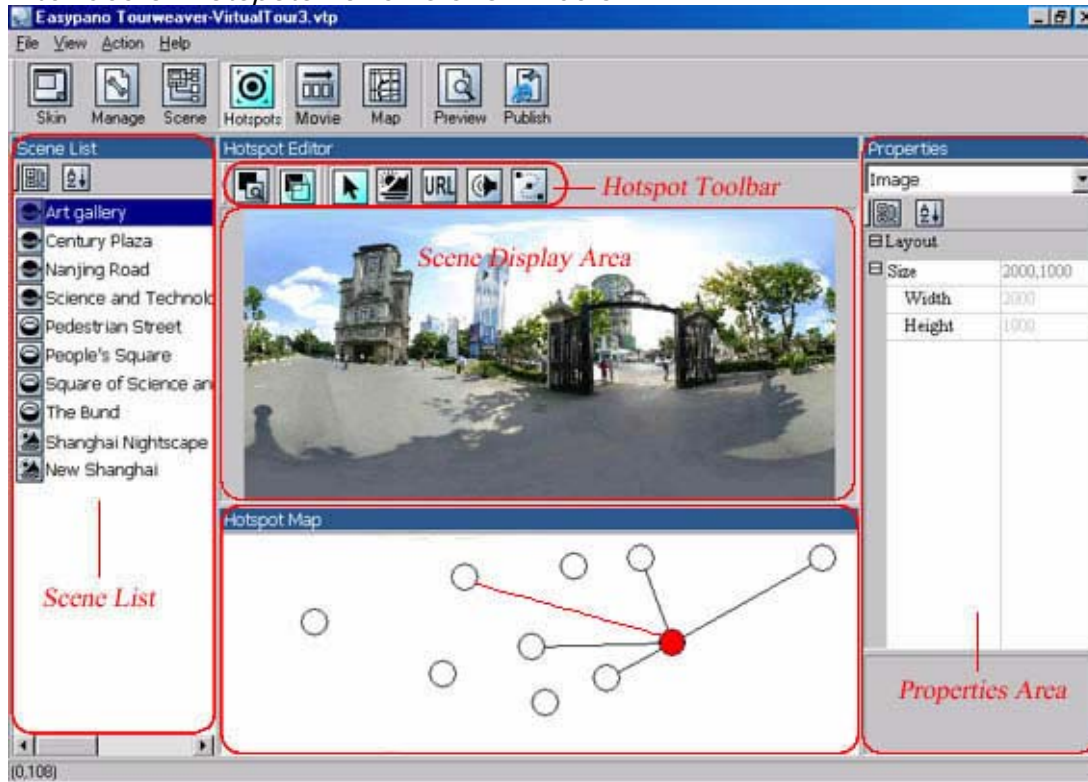 Easypano Tourweaver-VirtualTour3.vtp
File View Action Help
Skin Manage Scene Hotspots Movie Map Preview Publish
Scene List
Hotspot Editor
Properties
URL
Hotspot Toolbar
Image
Art gallery
Century Plaza
Nanjing Road
Science and Technolo
Pedestrian Street
People's Square
Square of Science an
The Bund
Shanghai Nightscape
New Shanghai
Scene List
Scene Display Area
Layout
Size 2000,1000
Width 2000
Height 1000
Hotspot Map
Properties Area
(0,108)